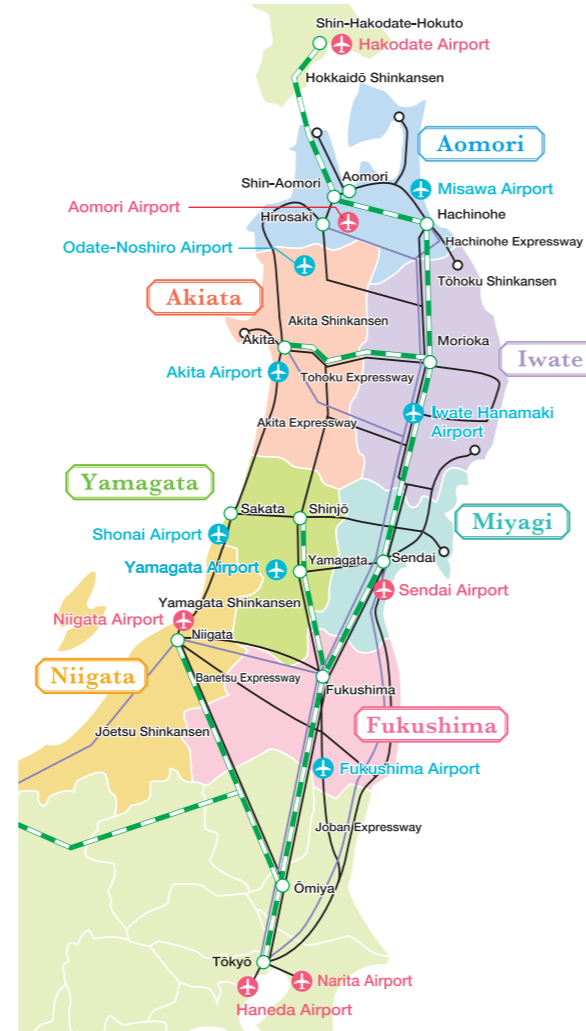 Shin-Hakodate-Hokuto
Hakodate Airport
Hokkaidō Shinkansen
Aomori
Aomori
Shin-Aomori
Misawa Airport
Aomori Airport
Hirosaki
Hachinohe
Hachinohe Expressway
Odate-Noshiro Airport
Tōhoku Shinkansen
Akiata
Akita Shinkansen
Akita
Morioka
Iwate
Akita Airport
Tohoku Expressway
Iwate Hanamaki
Airport
Akita Expressway
Yamagata
Sakata
Shinjō
Miyagi
Shonai Airport
Yamagata Airport
Yamagata
Sendai
Sendai Airport
Yamagata Shinkansen
Niigata Airport
Niigata
Niigata
Banetsu Expressway
Fukushima
Fukushima
Jōetsu Shinkansen
Fukushima Airport
Joban Expressway
Ōmiya
Tōkyō
Narita Airport
Haneda Airport